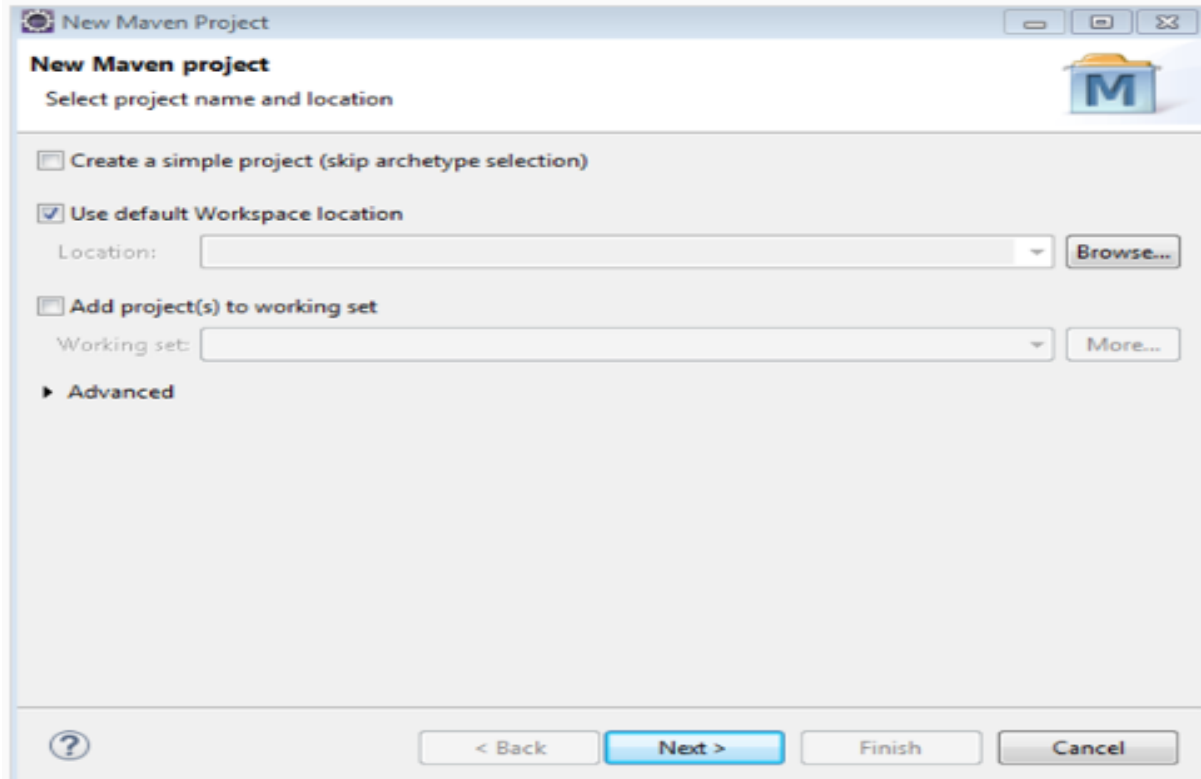 New Maven Project
New Maven project
Select project name and location
M
Create a simple project (skip archetype selection)
Use default Workspace location
Location:
Browse...
Add project(s) to working set
Working set:
More...
Advanced
?
< Back
Next >
Finish
Cancel